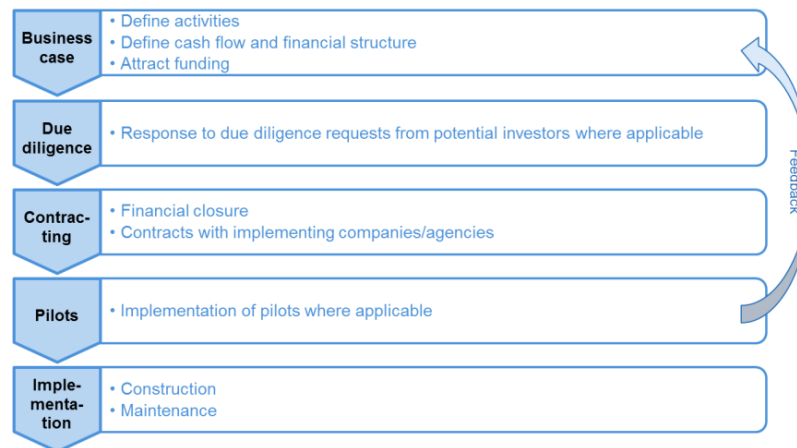 Business
case
• Define activities
• Define cash flow and financial structure
• Attract funding
Due
diligence
• Response to due diligence requests from potential investors where applicable
Contrac-
ting
• Financial closure
• Contracts with implementing companies/agencies
Pilots
• Implementation of pilots where applicable
Imple-
menta-
tion
• Construction
• Maintenance
Feedback